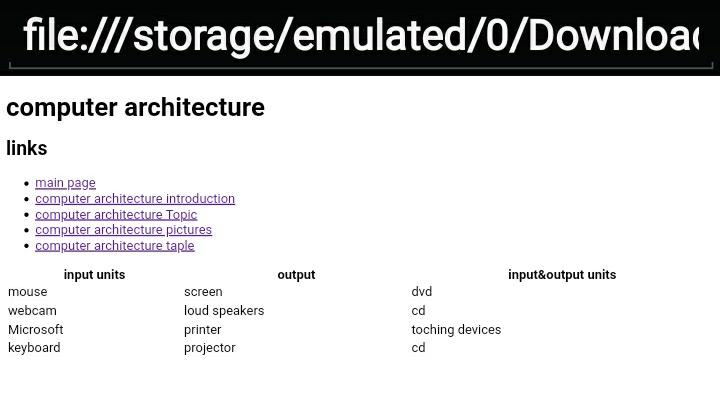 file:///storage/emulated/0/Download
computer architecture
links
main page
computer architecture introduction
computer architecture Topic
computer architecture pictures
computer architecture taple
input units output input&output units
mouse screen dvd
webcam loud speakers cd
Microsoft printer toching devices
keyboard projector cd